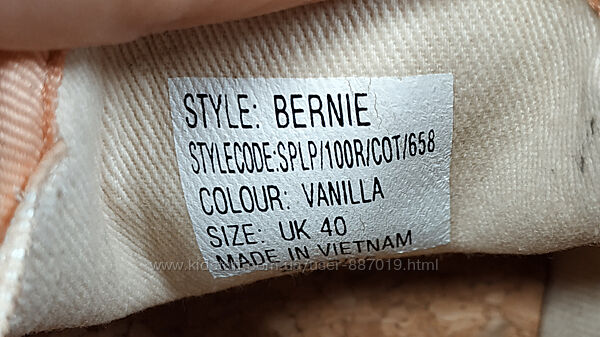 STYLE: BERNIE
STYLECODE:SPLP/100R/COT/658
COLOUR: VANILLA
SIZE: UK 40
MADE IN VIETNAM